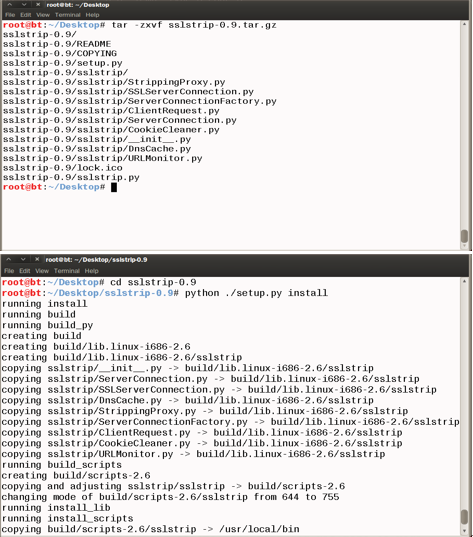 root@bt: ~/Desktop
File Edit View Terminal Help
root@bt:~/Desktop# tar -zxvf sslstrip-0.9.tar.gz
sslstrip-0.9/
sslstrip-0.9/README
sslstrip-0.9/COPYING
sslstrip-0.9/setup.py
sslstrip-0.9/sslstrip/
sslstrip-0.9/sslstrip/StrippingProxy.py
sslstrip-0.9/sslstrip/SSLServerConnection.py
sslstrip-0.9/sslstrip/ServerConnectionFactory.py
sslstrip-0.9/sslstrip/ClientRequest.py
sslstrip-0.9/sslstrip/ServerConnection.py
sslstrip-0.9/sslstrip/CookieCleaner.py
sslstrip-0.9/sslstrip/__init__.py
sslstrip-0.9/sslstrip/DnsCache.py
sslstrip-0.9/sslstrip/URLMonitor.py
sslstrip-0.9/lock.ico
sslstrip-0.9/sslstrip.py
root@bt:~/Desktop#
root@bt: ~/Desktop/sslstrip-0.9
File Edit View Terminal Help
root@bt:~/Desktop# cd sslstrip-0.9
root@bt:~/Desktop/sslstrip-0.9# python ./setup.py install
running install
running build
running build_py
creating build
creating build/lib.linux-i686-2.6
creating build/lib.linux-i686-2.6/sslstrip
copying sslstrip/__init__.py -> build/lib.linux-i686-2.6/sslstrip
copying sslstrip/ServerConnection.py -> build/lib.linux-i686-2.6/sslstrip
copying sslstrip/SSLServerConnection.py -> build/lib.linux-i686-2.6/sslstrip
copying sslstrip/DnsCache.py -> build/lib.linux-i686-2.6/sslstrip
copying sslstrip/StrippingProxy.py -> build/lib.linux-i686-2.6/sslstrip
copying sslstrip/ServerConnectionFactory.py -> build/lib.linux-i686-2.6/sslstrip
copying sslstrip/ClientRequest.py -> build/lib.linux-i686-2.6/sslstrip
copying sslstrip/CookieCleaner.py -> build/lib.linux-i686-2.6/sslstrip
copying sslstrip/URLMonitor.py -> build/lib.linux-i686-2.6/sslstrip
running build_scripts
creating build/scripts-2.6
copying and adjusting sslstrip/sslstrip -> build/scripts-2.6
changing mode of build/scripts-2.6/sslstrip from 644 to 755
running install_lib
running install_scripts
copying build/scripts-2.6/sslstrip -> /usr/local/bin